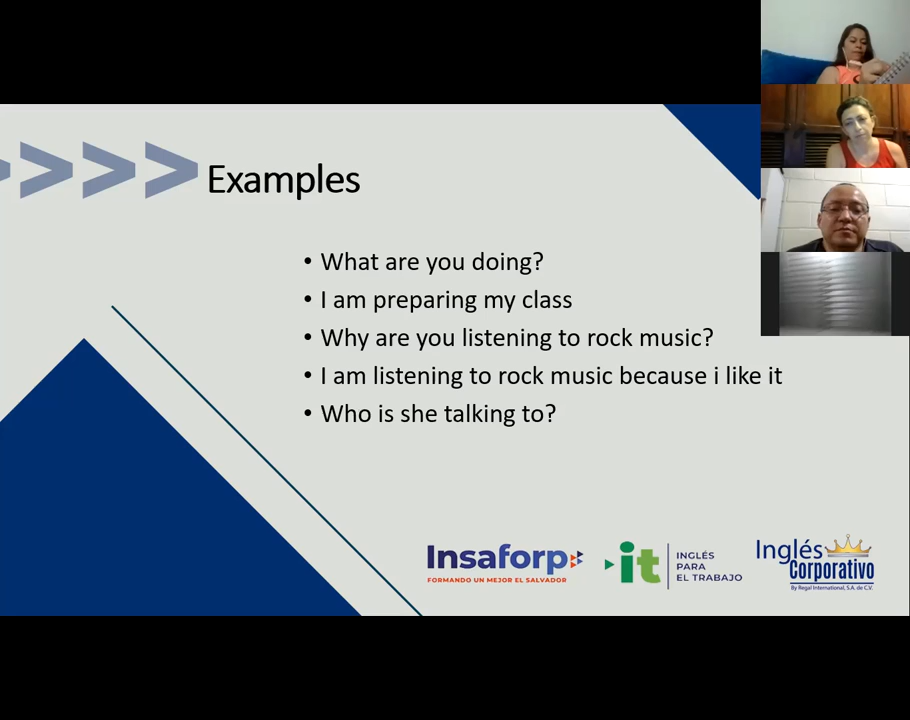 Examples
• What are you doing?
• I am preparing my class
• Why are you listening to rock music?
• I am listening to rock music because i like it
• Who is she talking to?
Insaforp
FORMANDO UN MEJOR EL SALVADOR
it
INGLÉS
PARA
EL TRABAJO
Inglés
Corporativo
By Regal International, S.A. de C.V.